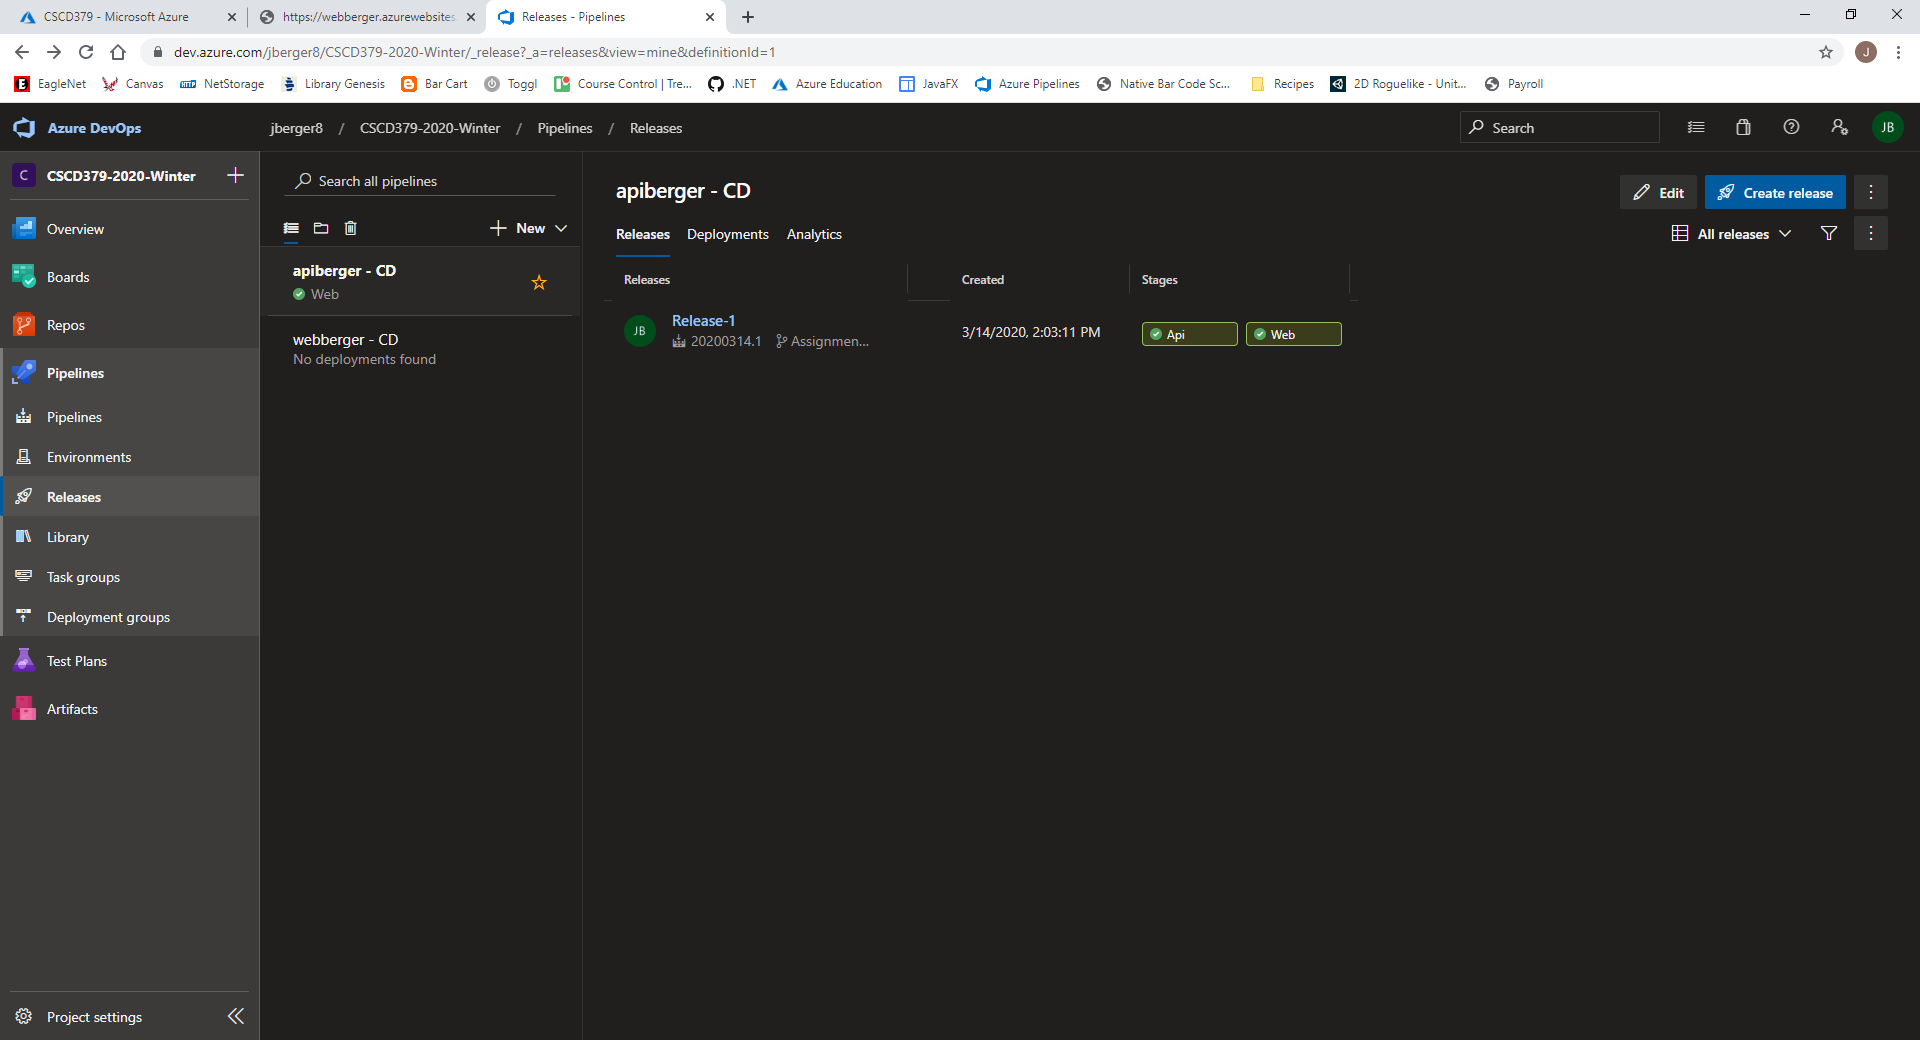 CSCD379 - Microsoft Azure
https://webberger.azurewebsites
Releases - Pipelines
dev.azure.com/jberger8/CSCD379-2020-Winter/_release?_a=releases&view=mine&definitionId=1
J
EagleNet
Canvas
HTTP NetStorage
Library Genesis
Bar Cart
Toggl
Course Control | Tre...
.NET
Azure Education
JavaFX
Azure Pipelines
Native Bar Code Sc...
Recipes
2D Roguelike - Unit...
Payroll
Azure DevOps
jberger8 / CSCD379-2020-Winter / Pipelines / Releases
Search
JB
C CSCD379-2020-Winter
Overview
Boards
Repos
Pipelines
Pipelines
Environments
Releases
Library
Task groups
Deployment groups
Test Plans
Artifacts
Project settings
Search all pipelines
New
apiberger - CD
Web
webberger - CD
No deployments found
apiberger - CD
Edit
Create release
Releases Deployments Analytics
All releases
Releases Created Stages
JB
Release-1
20200314.1 Assignmen...
3/14/2020, 2:03:11 PM
Api
Web